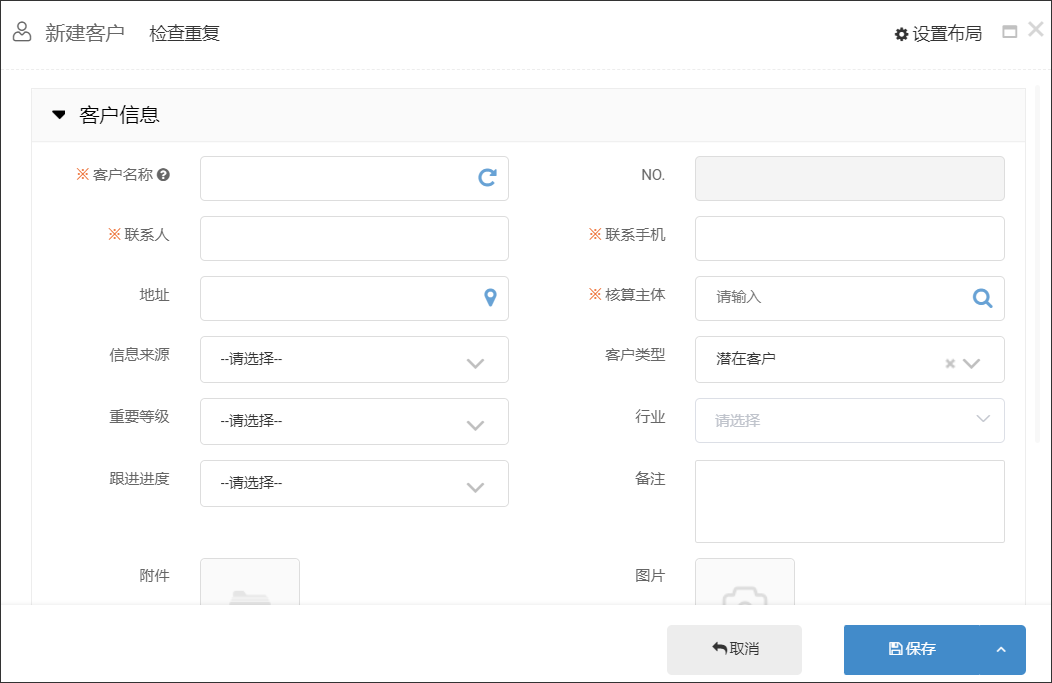 新建客户 检查重复 设置布局
客户信息
※ 客户名称 NO.
※ 联系人 ※ 联系手机
地址 ※ 核算主体 请输入
信息来源 --请选择-- 客户类型 潜在客户
重要等级 --请选择-- 行业 请选择
跟进进度 --请选择-- 备注
附件 图片
取消 保存